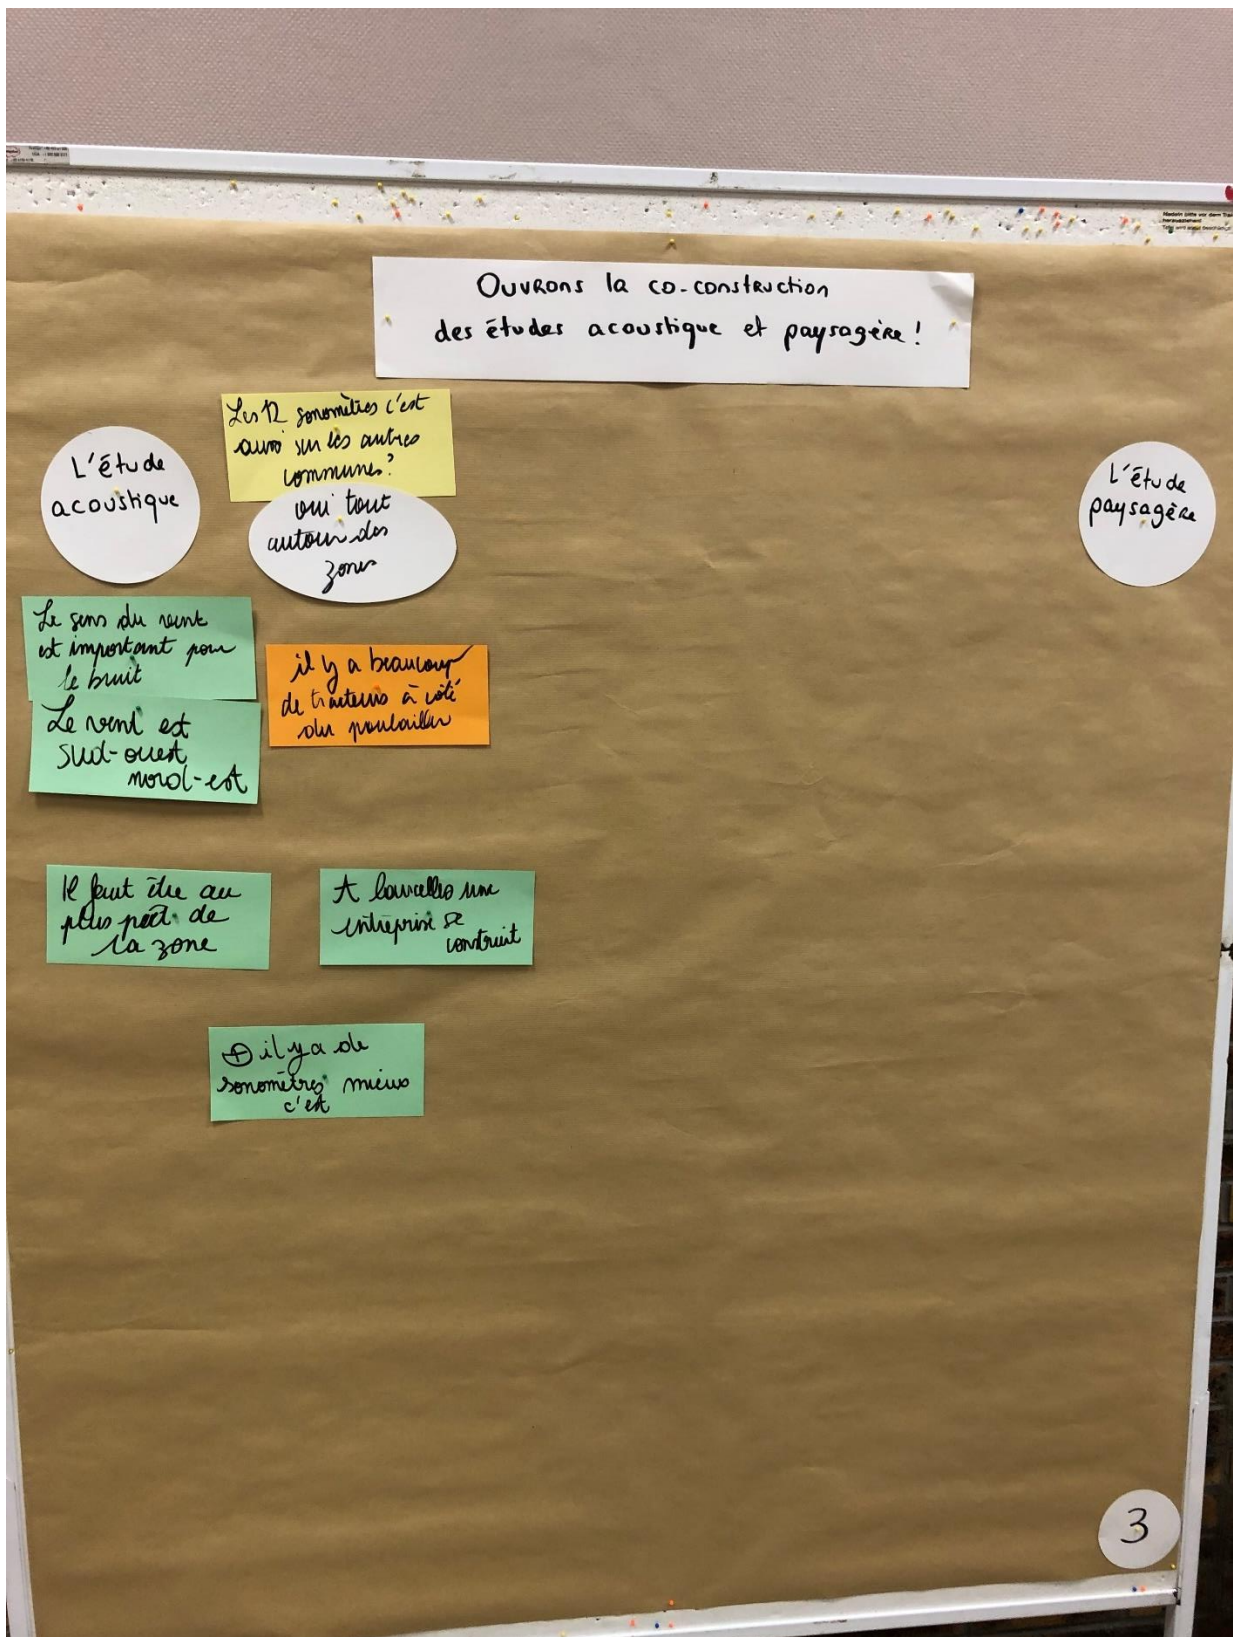 Ouvrons la co-construction
des études acoustique et paysagère !
Les 12 sonomètres c'est
aussi sur les autres
communes ?
oui tout
autour des
zones
L'étude
acoustique
L'étude
paysagère
Le sens du vent
est important pour
le bruit
Le vent est
sud-ouest
nord-est
il y a beaucoup
de tracteurs à côté
du poulailler
Il faut être au
plus prêt de
la zone
A
une
entreprise se
construit
⊕ il y a de
sonomètres mieux
c'est
3